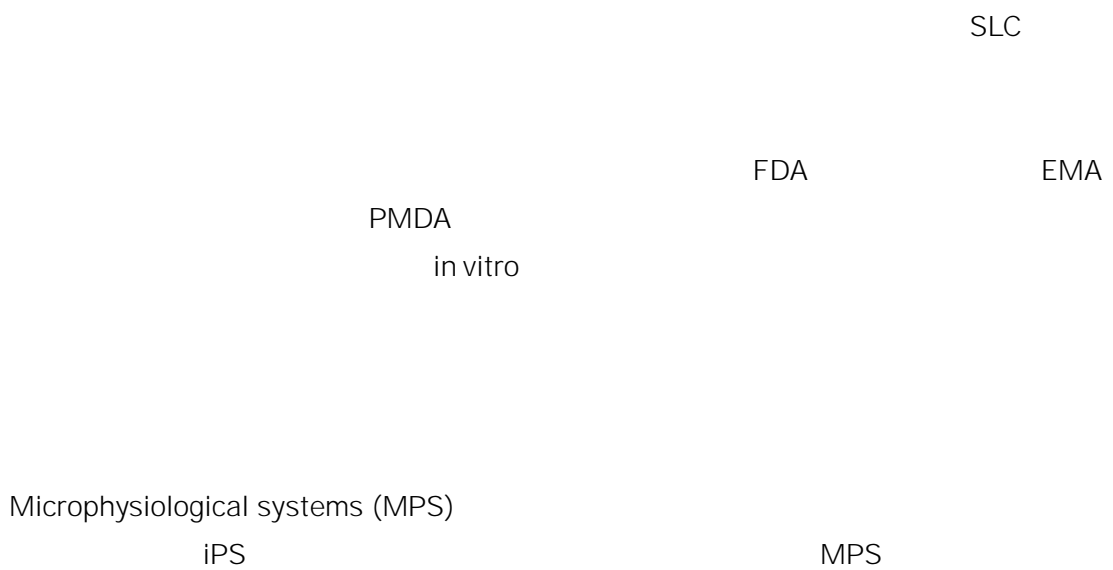 SLC
FDA EMA
PMDA
in vitro
Microphysiological systems (MPS)
iPS MPS